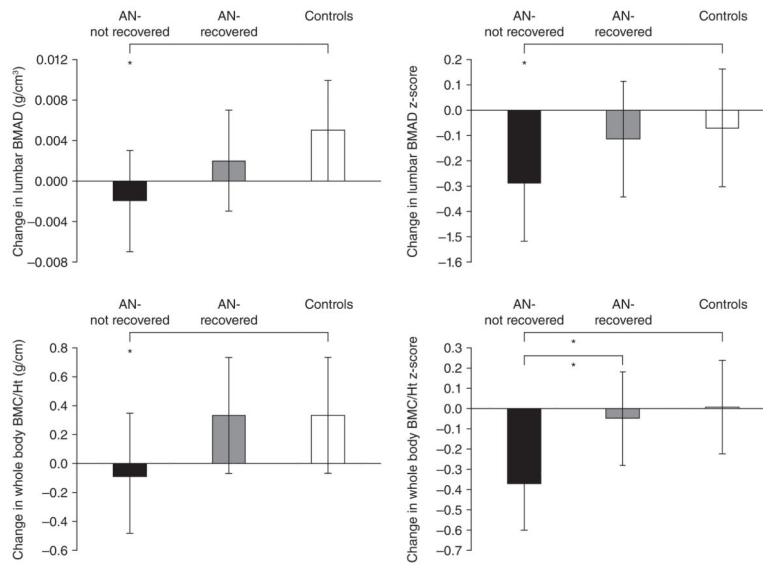 AN-
not recovered
AN-
recovered
Controls
Change in lumbar BMAD (g/cm³)
0.012
*
0.008
0.004
0.000
–0.004
–0.008
AN-
not recovered
AN-
recovered
Controls
Change in lumbar BMAD z-score
0.2
*
0.1
0.0
–0.1
–0.2
–0.3
–1.4
–1.5
–1.6
AN-
not recovered
AN-
recovered
Controls
Change in whole body BMC/Ht (g/cm)
0.8
*
0.6
0.4
0.2
0.0
–0.2
–0.4
–0.6
AN-
not recovered
AN-
recovered
Controls
Change in whole body BMC/Ht z-score
0.3
*
0.2
*
0.1
0.0
–0.1
–0.2
–0.3
–0.4
–0.5
–0.6
–0.7